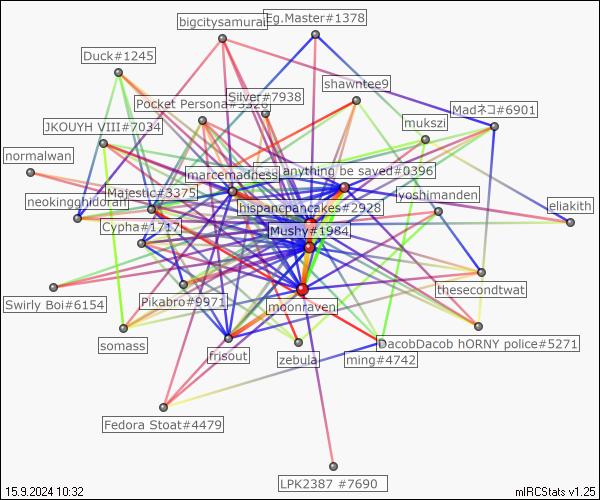 bigcitysamurai
Eg.Master#1378
Duck#1245
shawntee9
Silver#7938
Pocket Persona#5528
Madネコ#6901
mukszi
JKOUYH VIII#7034
normalwan
marcemadness
anything be saved#0396
Majestic#3375
neokingghidorah
yoshimanden
hispancpancakes#2928
eliakith
Cypha#1717
Mushy#1984
thesecondtwat
Pikabro#9971
Swirly Boi#6154
moonraven
somass
frisout
zebula
ming#4742
DacobDacob hORNY police#5271
Fedora Stoat#4479
LPK2387 #7690
15.9.2024 10:32
mIRCStats v1.25